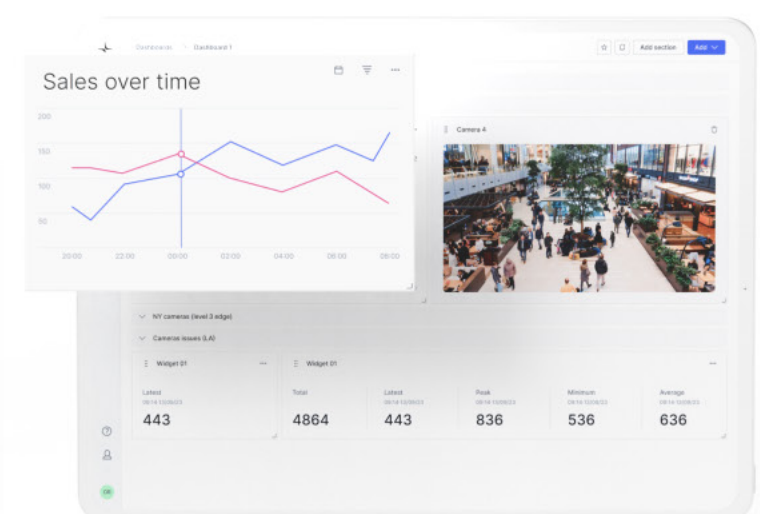 Dashboards
Dashboard 1
Add section
Add
Sales over time
200
150
100
50
20:00 22:00 00:00 02:00 04:00 06:00 08:00
Camera 4
NY cameras (level 3 edge)
Cameras issues (LA)
Widget 01
Widget 01
Latest
443
Total
4864
Latest
443
Peak
836
Minimum
536
Average
636